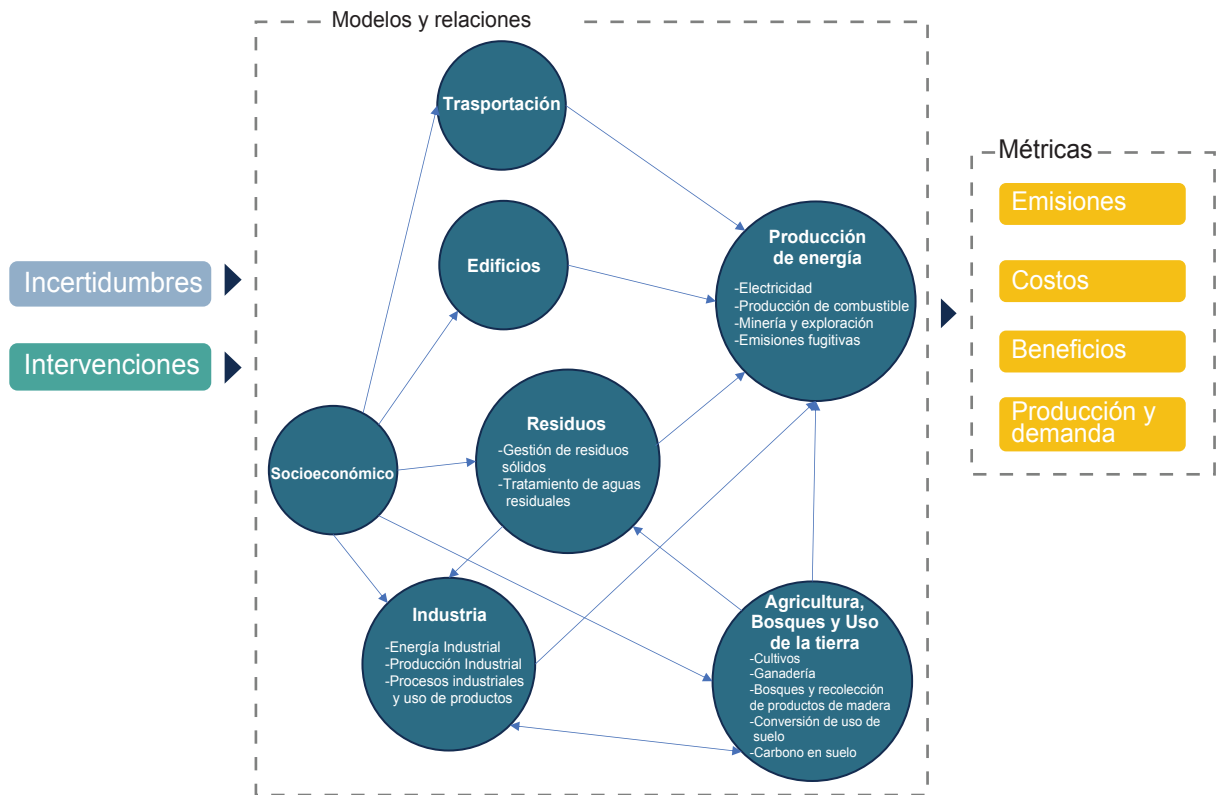 Modelos y relaciones
Trasportación
Edificios
Incertidumbres
Intervenciones
Socioeconómico
Residuos
-Gestión de residuos
sólidos
-Tratamiento de aguas
residuales
Industria
-Energía Industrial
-Producción Industrial
-Procesos industriales
y uso de productos
Producción
de energía
-Electricidad
-Producción de combustible
-Minería y exploración
-Emisiones fugitivas
Agricultura,
Bosques y Uso
de la tierra
-Cultivos
-Ganadería
-Bosques y recolección
de productos de madera
-Conversión de uso de
suelo
-Carbono en suelo
Métricas
Emisiones
Costos
Beneficios
Producción y
demanda